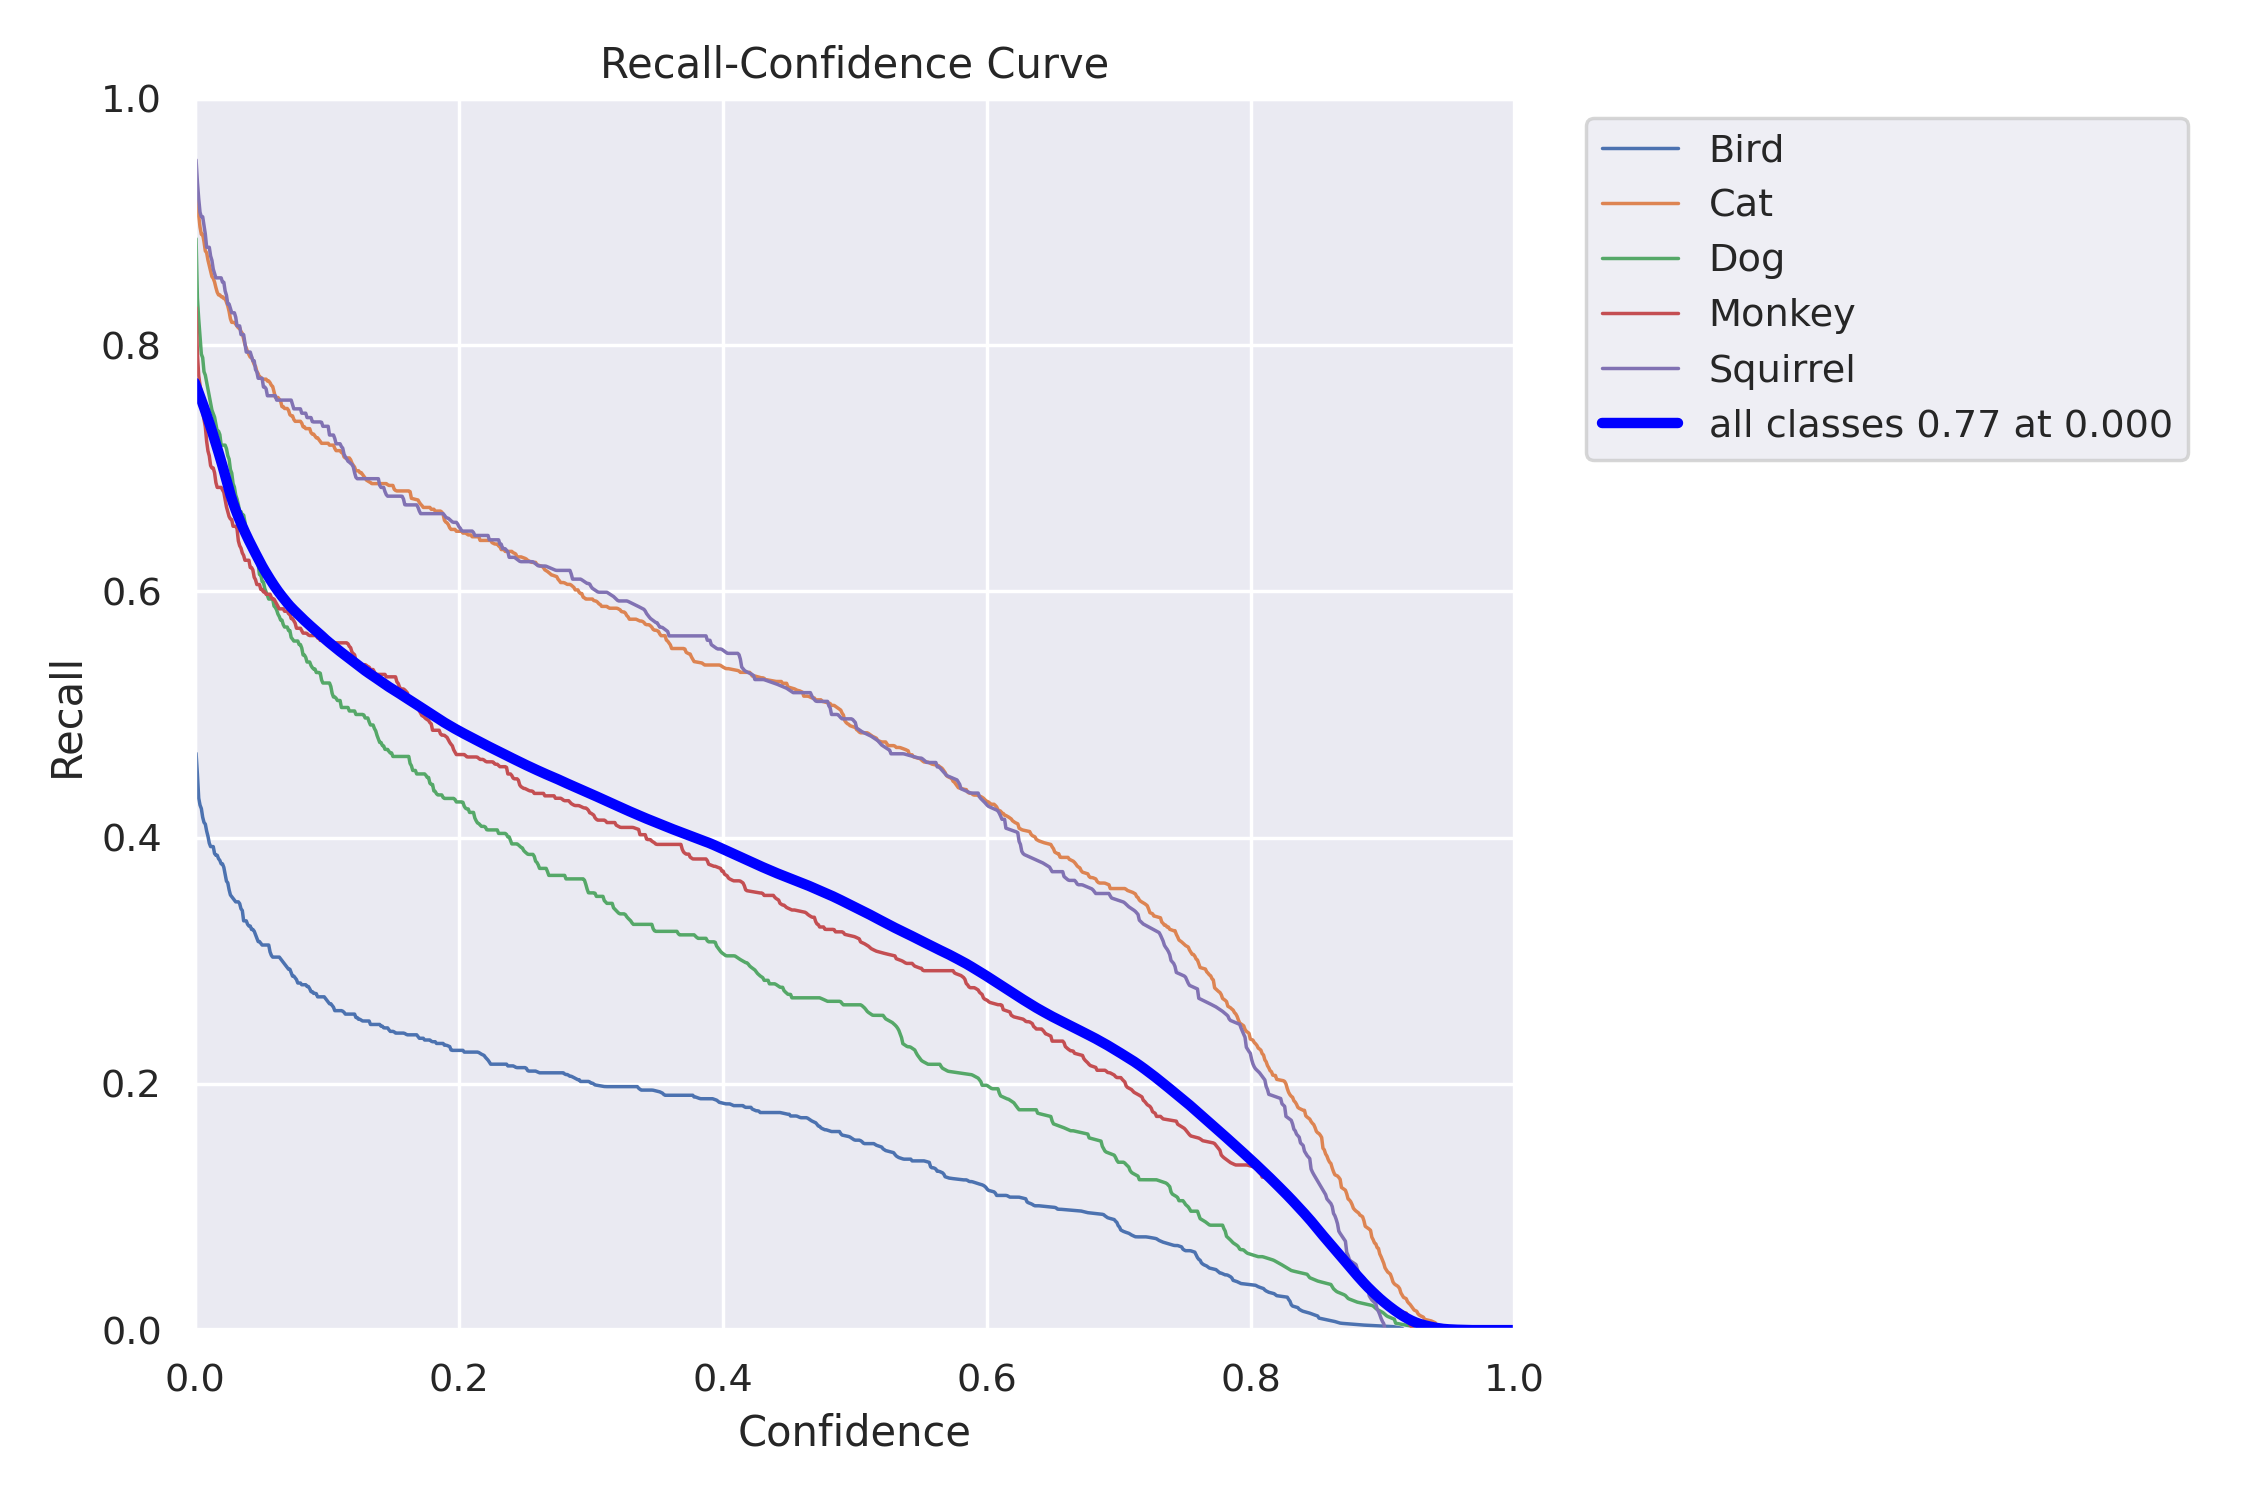 Recall-Confidence Curve
1.0
0.8
0.6
0.4
0.2
0.0
Recall
0.0 0.2 0.4 0.6 0.8 1.0
Confidence
Bird
Cat
Dog
Monkey
Squirrel
all classes 0.77 at 0.000